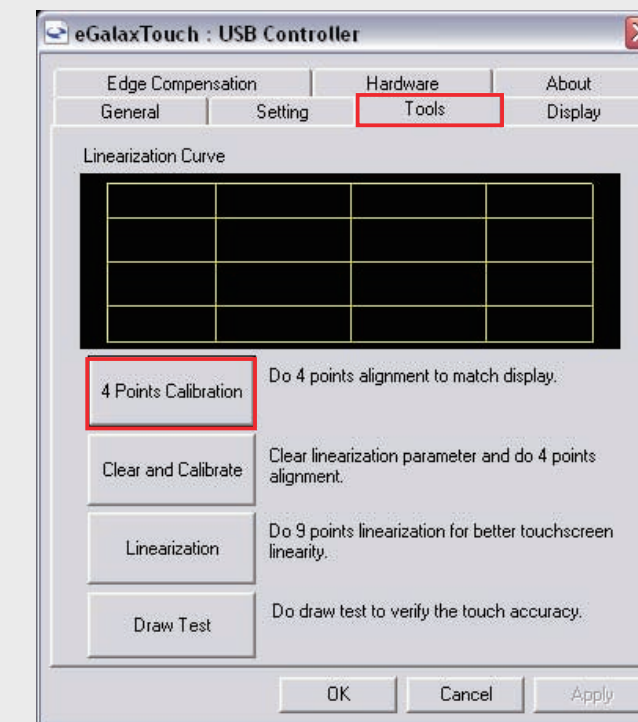 eGalaxTouch : USB Controller
Edge Compensation Hardware About
General Setting Tools Display
Linearization Curve
4 Points Calibration
Do 4 points alignment to match display.
Clear and Calibrate
Clear linearization parameter and do 4 points
alignment.
Linearization
Do 9 points linearization for better touchscreen
linearity.
Draw Test
Do draw test to verify the touch accuracy.
OK Cancel Apply